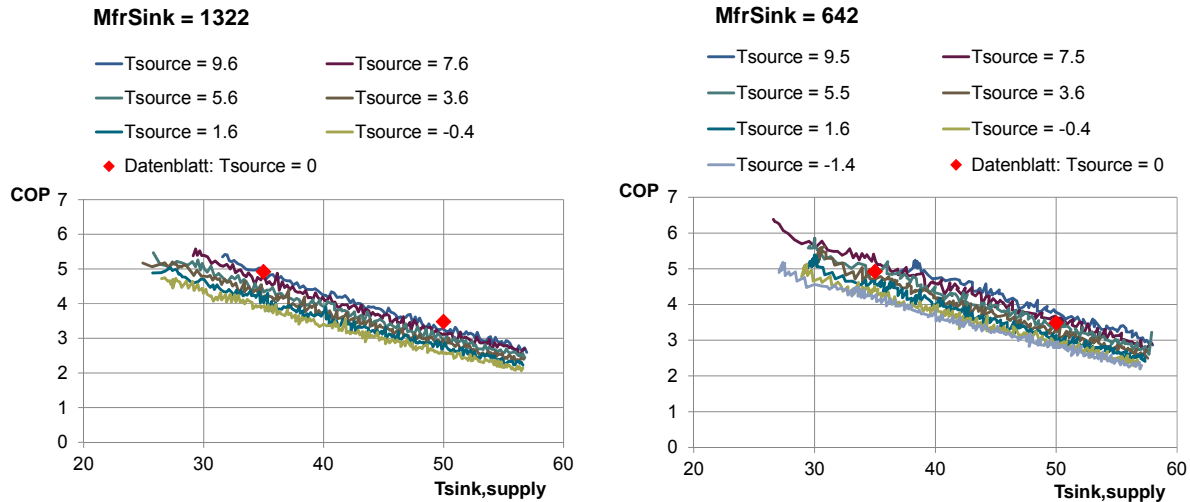 MfrSink = 1322
Tsource = 9.6
Tsource = 7.6
Tsource = 5.6
Tsource = 3.6
Tsource = 1.6
Tsource = -0.4
Datenblatt: Tsource = 0
COP
7
6
5
4
3
2
1
0
20
30
40
50
60
Tsink,supply
MfrSink = 642
Tsource = 9.5
Tsource = 7.5
Tsource = 5.5
Tsource = 3.6
Tsource = 1.6
Tsource = -0.4
Tsource = -1.4
Datenblatt: Tsource = 0
COP
7
6
5
4
3
2
1
0
20
30
40
50
60
Tsink,supply